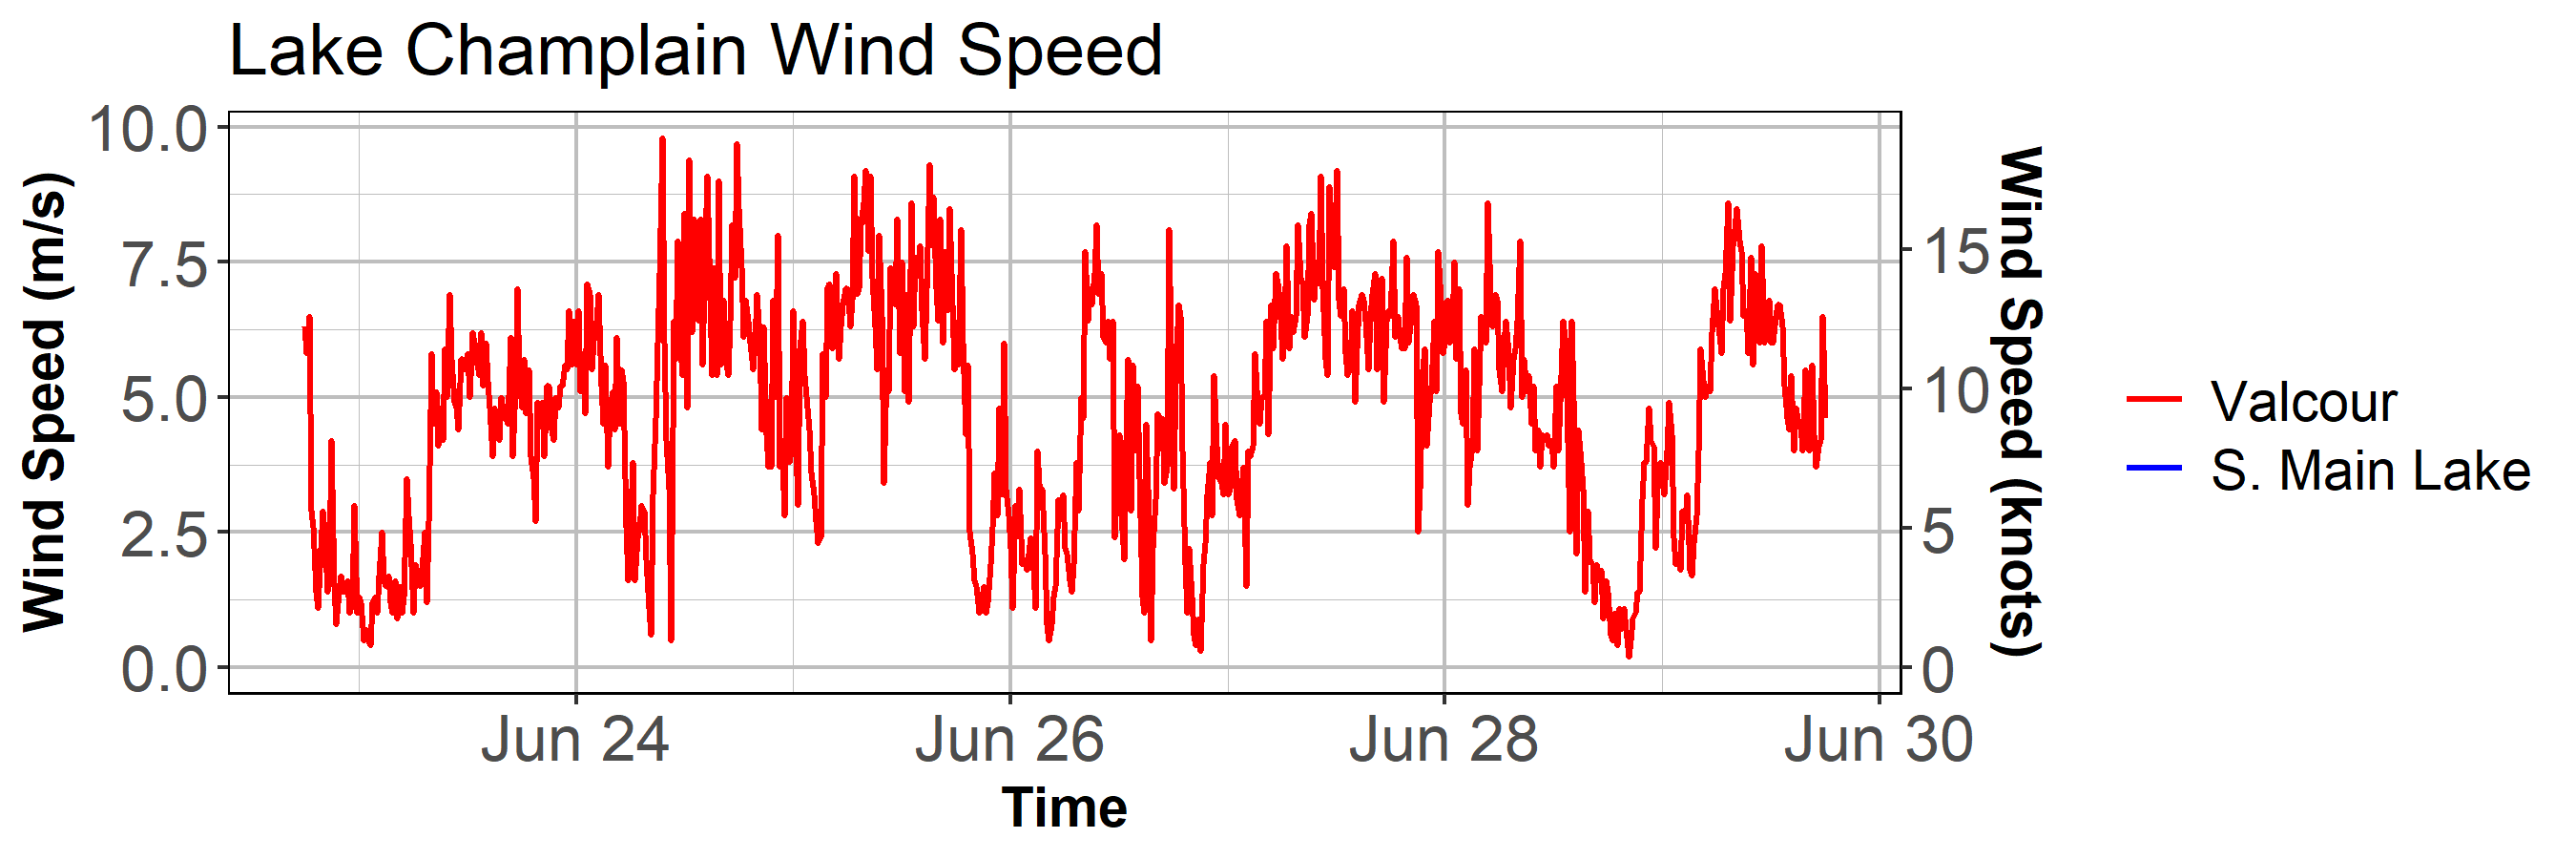 Lake Champlain Wind Speed
Wind Speed (m/s)
10.0
7.5
5.0
2.5
0.0
Jun 24
Jun 26
Jun 28
Jun 30
Time
15
10
5
0
Wind Speed (knots)
Valcour
S. Main Lake